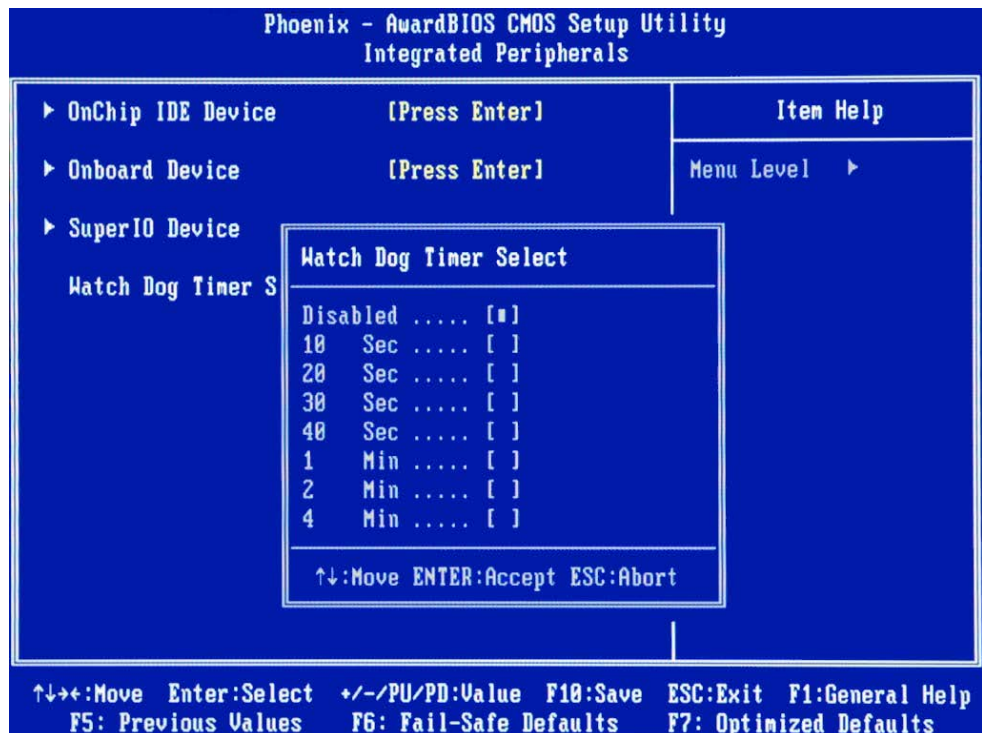 Phoenix - AwardBIOS CMOS Setup Utility
Integrated Peripherals
▶ OnChip IDE Device [Press Enter]
▶ Onboard Device [Press Enter]
▶ SuperIO Device
Watch Dog Timer S
Item Help
Menu Level ▶
Watch Dog Timer Select
Disabled ..... [■]
10 Sec ..... [ ]
20 Sec ..... [ ]
30 Sec ..... [ ]
40 Sec ..... [ ]
1 Min ..... [ ]
2 Min ..... [ ]
4 Min ..... [ ]
↑↓:Move ENTER:Accept ESC:Abort
↑↓→←:Move Enter:Select +/-/PU/PD:Value F10:Save ESC:Exit F1:General Help
F5: Previous Values F6: Fail-Safe Defaults F7: Optimized Defaults